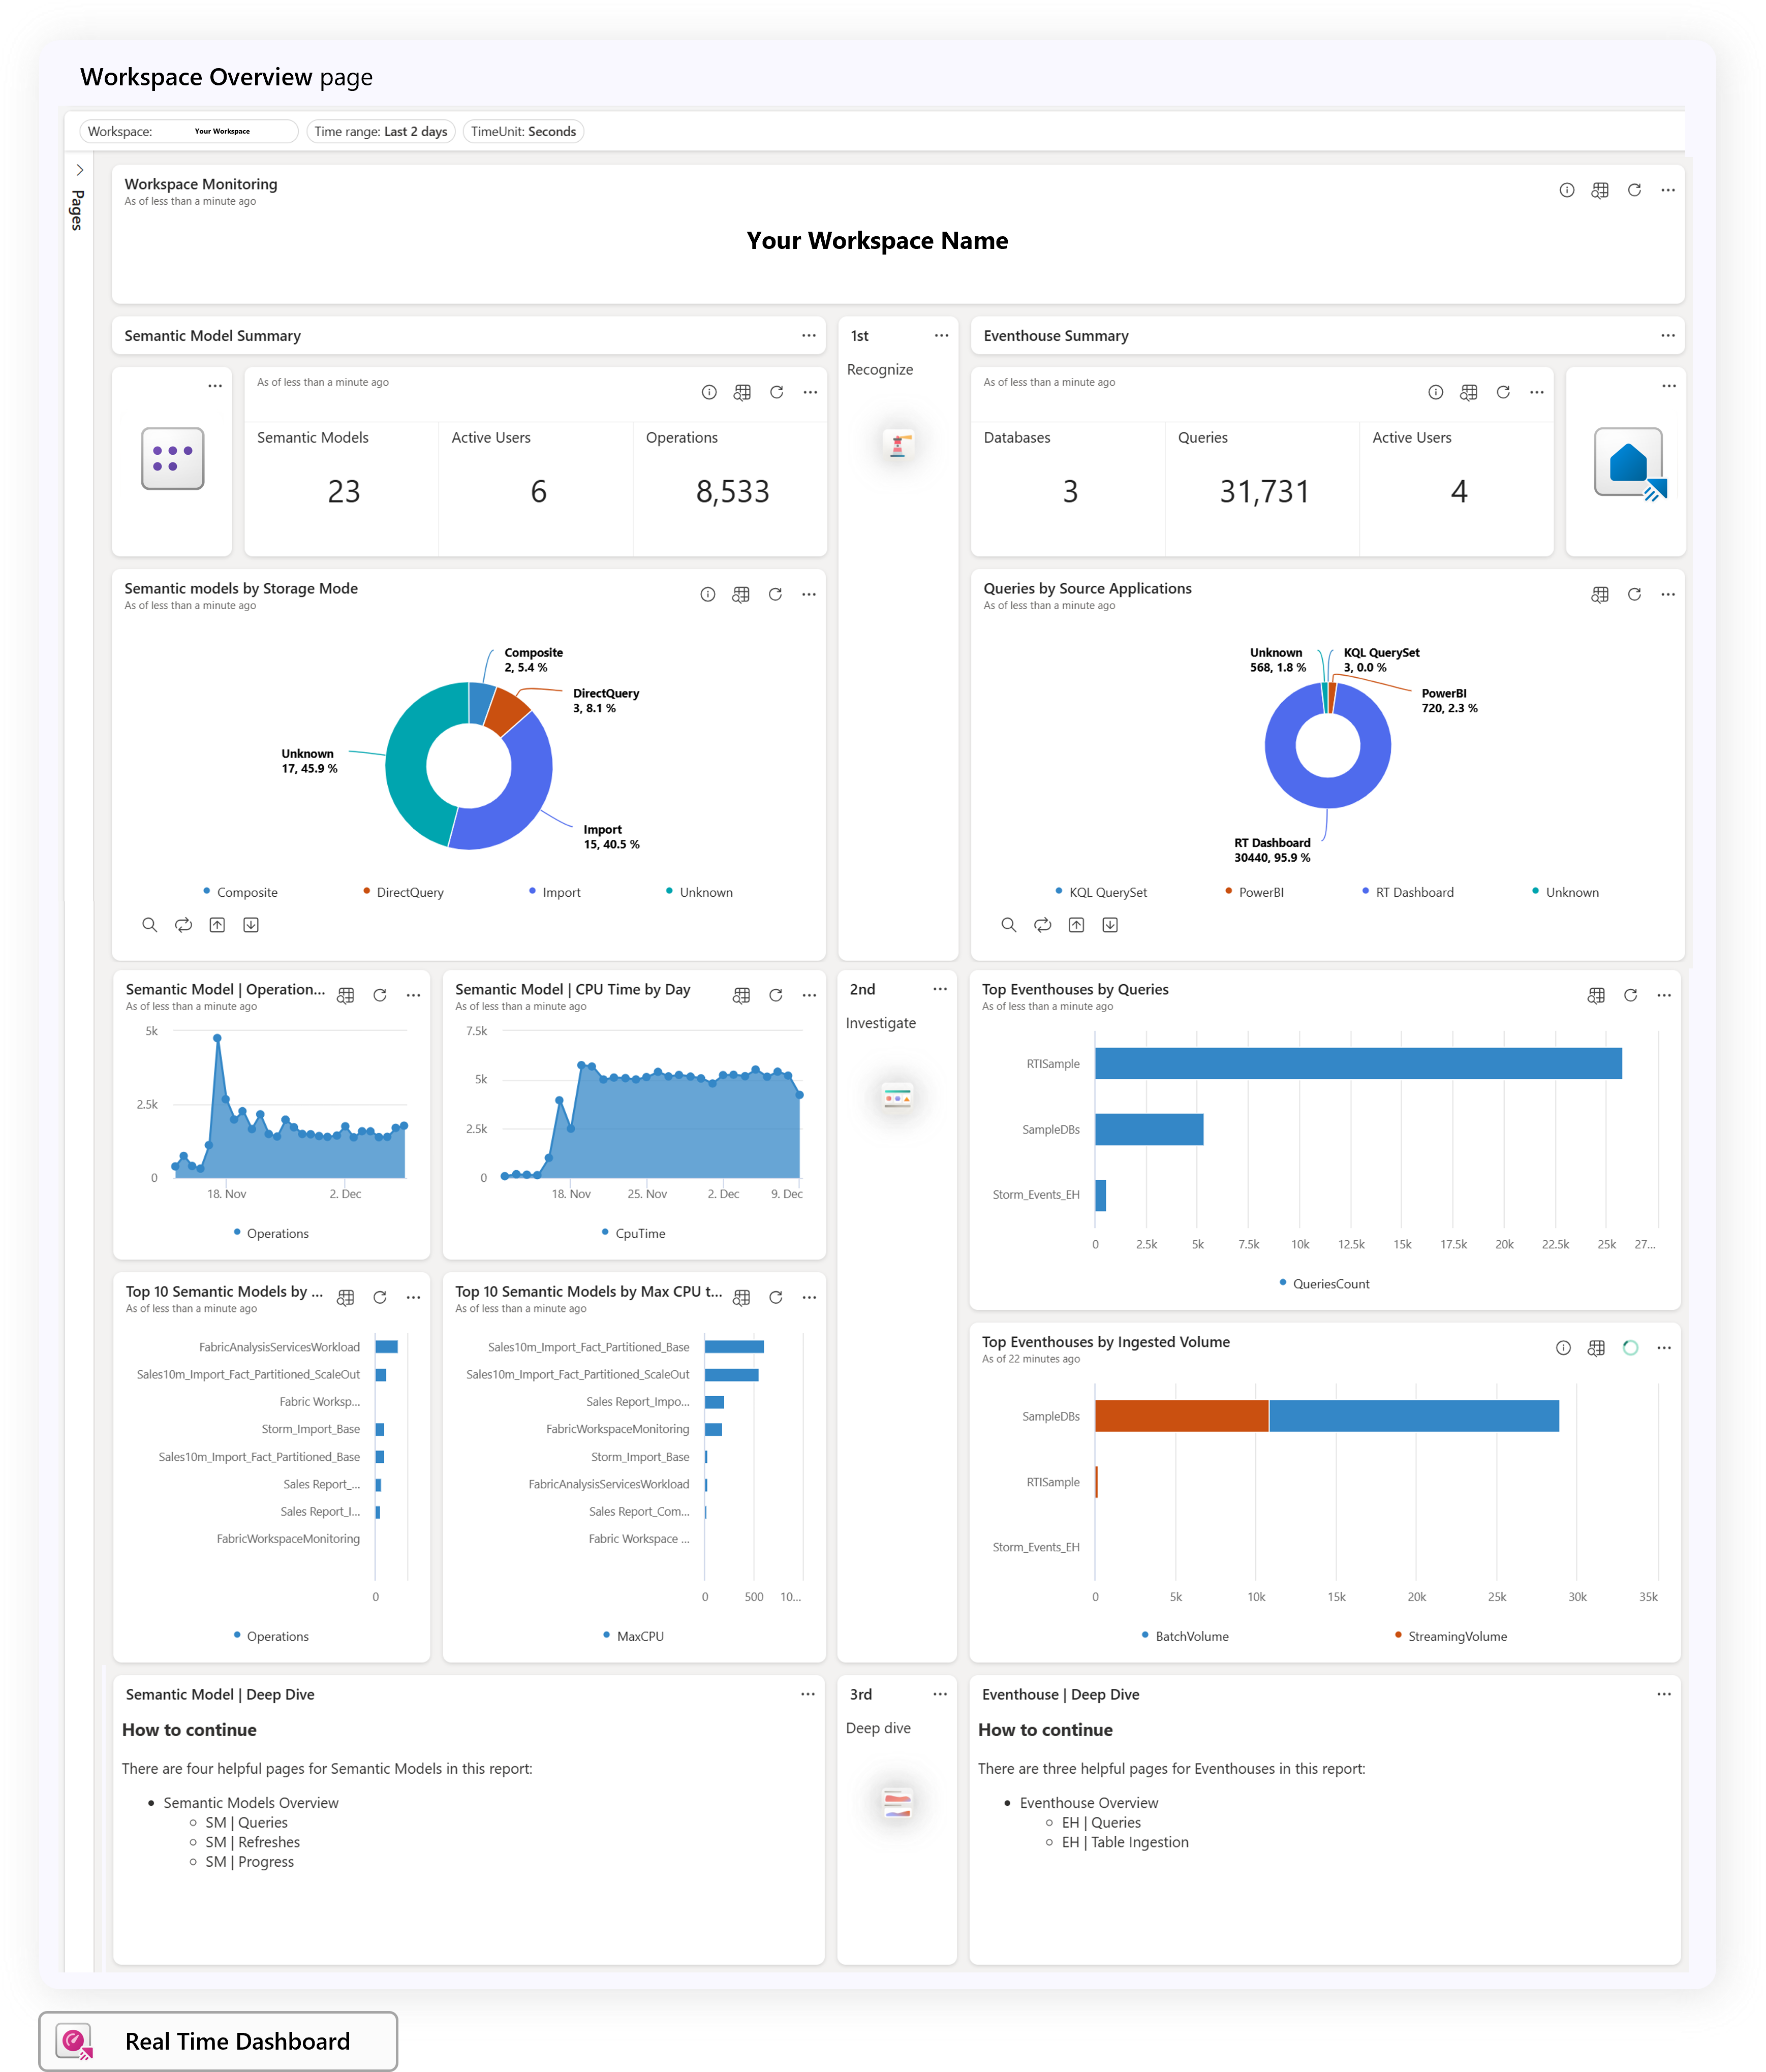 Workspace Overview page
Workspace: Your Workspace
Time range: Last 2 days
TimeUnit: Seconds
Pages
Workspace Monitoring
As of less than a minute ago
Your Workspace Name
Semantic Model Summary
As of less than a minute ago
Semantic Models
23
Active Users
6
Operations
8,533
1st
Recognize
Eventhouse Summary
As of less than a minute ago
Databases
3
Queries
31,731
Active Users
4
Semantic models by Storage Mode
As of less than a minute ago
Composite
2, 5.4 %
DirectQuery
3, 8.1 %
Unknown
17, 45.9 %
Import
15, 40.5 %
Composite DirectQuery Import Unknown
Queries by Source Applications
As of less than a minute ago
Unknown
568, 1.8 %
KQL QuerySet
3, 0.0 %
PowerBI
720, 2.3 %
RT Dashboard
30440, 95.9 %
KQL QuerySet PowerBI RT Dashboard Unknown
Semantic Model | Operation...
As of less than a minute ago
5k
2.5k
0
18. Nov 2. Dec
Operations
Semantic Model | CPU Time by Day
As of less than a minute ago
7.5k
5k
2.5k
0
18. Nov 25. Nov 2. Dec 9. Dec
CpuTime
2nd
Investigate
Top Eventhouses by Queries
As of less than a minute ago
RTISample
SampleDBs
Storm_Events_EH
0 2.5k 5k 7.5k 10k 12.5k 15k 17.5k 20k 22.5k 25k 27...
QueriesCount
Top 10 Semantic Models by ...
As of less than a minute ago
FabricAnalysisServicesWorkload
Sales10m_Import_Fact_Partitioned_ScaleOut
Fabric Worksp...
Storm_Import_Base
Sales10m_Import_Fact_Partitioned_Base
Sales Report_...
Sales Report_I...
FabricWorkspaceMonitoring
0
Operations
Top 10 Semantic Models by Max CPU t...
As of less than a minute ago
Sales10m_Import_Fact_Partitioned_Base
Sales10m_Import_Fact_Partitioned_ScaleOut
Sales Report_Impo...
FabricWorkspaceMonitoring
Storm_Import_Base
FabricAnalysisServicesWorkload
Sales Report_Com...
Fabric Workspace ...
0 500 10...
MaxCPU
Top Eventhouses by Ingested Volume
As of 22 minutes ago
SampleDBs
RTISample
Storm_Events_EH
0 5k 10k 15k 20k 25k 30k 35k
BatchVolume StreamingVolume
Semantic Model | Deep Dive
How to continue
There are four helpful pages for Semantic Models in this report:
Semantic Models Overview
SM | Queries
SM | Refreshes
SM | Progress
3rd
Deep dive
Eventhouse | Deep Dive
How to continue
There are three helpful pages for Eventhouses in this report:
Eventhouse Overview
EH | Queries
EH | Table Ingestion
Real Time Dashboard